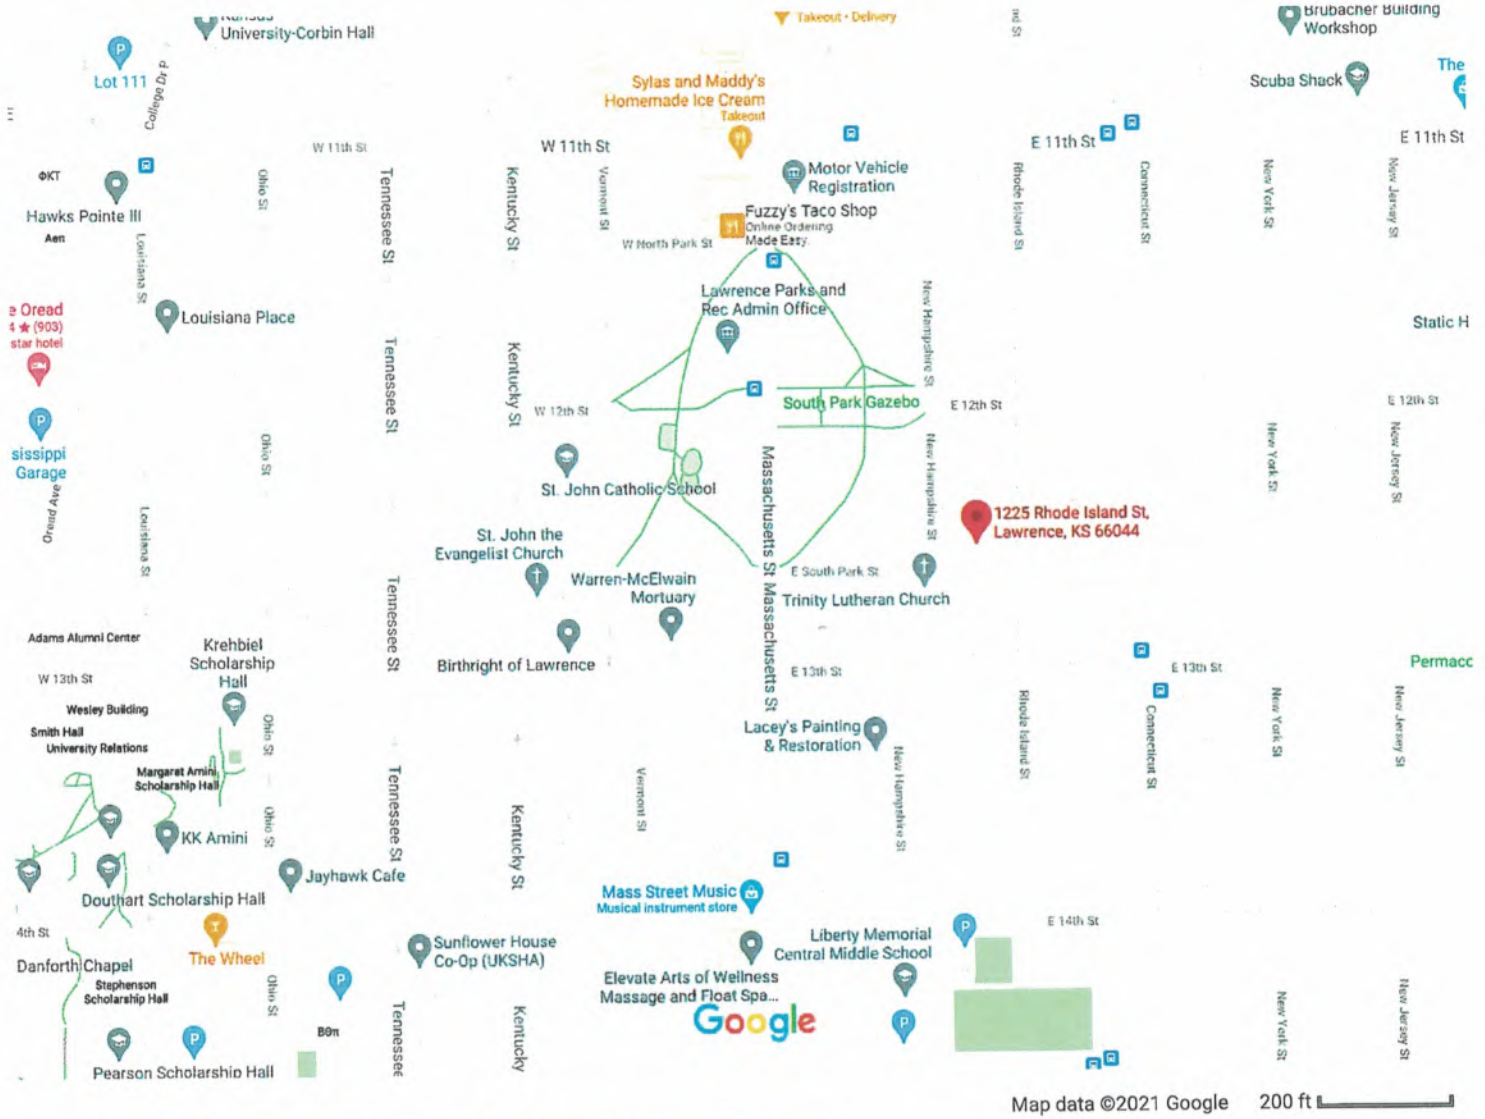 University-Corbin Hall
Takeout • Delivery
nd St
Brubacher Building
Workshop
Lot 111
College Dr P
Sylas and Maddy's
Homemade Ice Cream
Takeout
Scuba Shack
The
W 11th St
W 11th St
E 11th St
E 11th St
ΦΚΤ
Hawks Pointe III
Aeπ
Ohio St
Tennessee St
Kentucky St
Vermont St
Motor Vehicle
Registration
Fuzzy's Taco Shop
Online Ordering
Made Easy.
W North Park St
Rhode Island St
Connecticut St
New York St
New Jersey St
Louisiana St
e Oread
4 ★ (903)
star hotel
Louisiana Place
Tennessee St
Kentucky St
Lawrence Parks and
Rec Admin Office
New Hampshire St
Static H
W 12th St
South Park Gazebo
E 12th St
E 12th St
sissippi
Garage
Oread Ave
Ohio St
Louisiana St
St. John Catholic School
Massachusetts St
New Hampshire St
New York St
New Jersey St
1225 Rhode Island St,
Lawrence, KS 66044
St. John the
Evangelist Church
Warren-McElwain
Mortuary
E South Park St
Trinity Lutheran Church
Tennessee St
Massachusetts St
Adams Alumni Center
Krehbiel
Scholarship
Hall
Birthright of Lawrence
W 13th St
E 13th St
E 13th St
Permacc
Wesley Building
Smith Hall
University Relations
Ohio St
Margaret Amini
Scholarship Hall
Lacey's Painting
& Restoration
Rhode Island St
Connecticut St
New York St
New Jersey St
Tennessee St
Vermont St
New Hampshire St
KK Amini
Ohio St
Kentucky St
Jayhawk Cafe
Douthart Scholarship Hall
Mass Street Music
Musical instrument store
4th St
The Wheel
Sunflower House
Co-Op (UKSHA)
Liberty Memorial
Central Middle School
E 14th St
Danforth Chapel
Stephenson
Scholarship Hall
Ohio St
Elevate Arts of Wellness
Massage and Float Spa...
Tennessee
Kentucky
New York St
New Jersey St
Google
Βθπ
Pearson Scholarship Hall
Map data ©2021 Google 200 ft